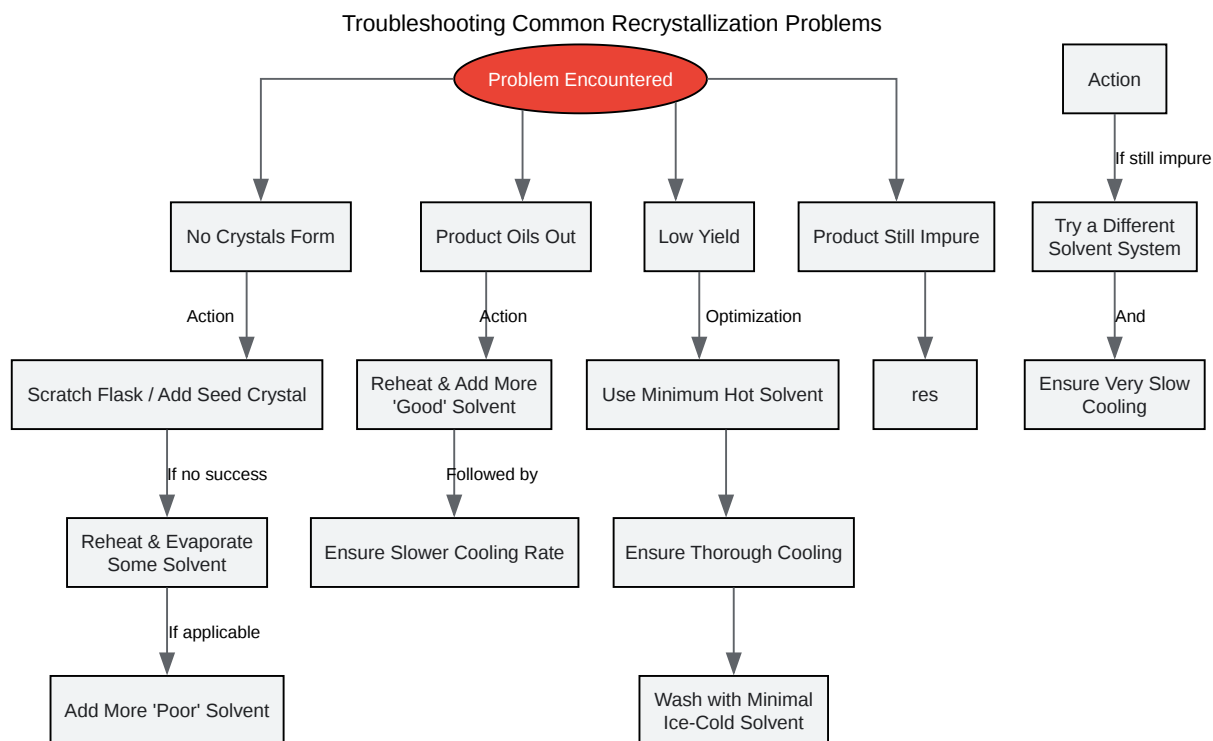 Troubleshooting Common Recrystallization Problems
Problem Encountered
Action
If still impure
No Crystals Form
Product Oils Out
Low Yield
Product Still Impure
Try a Different
Solvent System
Action
Action
Optimization
And
Scratch Flask / Add Seed Crystal
Reheat & Add More
'Good' Solvent
Use Minimum Hot Solvent
res
Ensure Very Slow
Cooling
If no success
Followed by
Reheat & Evaporate
Some Solvent
Ensure Slower Cooling Rate
Ensure Thorough Cooling
If applicable
Add More 'Poor' Solvent
Wash with Minimal
Ice-Cold Solvent